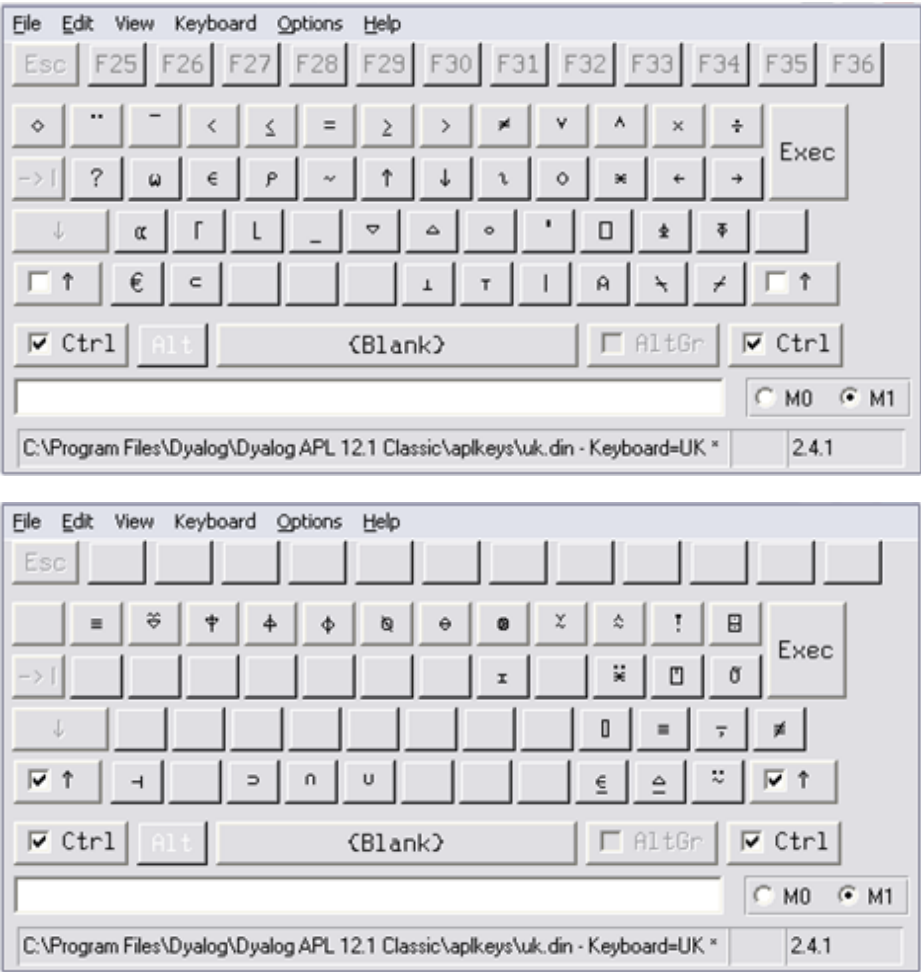 File Edit View Keyboard Options Help
Esc F25 F26 F27 F28 F29 F30 F31 F32 F33 F34 F35 F36
◇ ¨ ¯ < ≤ = ≥ > ≠ ∨ ∧ × ÷ Exec
->| ? ⍵ ∊ ⍴ ~ ↑ ↓ ⍳ ○ ⍟ ← →
↓ ⍺ ⌈ ⌊ _ ∇ ∆ ∘ ' ⎕ ⍎ ⍕
↑ € ⊂ ⊥ ⊤ | ⍝ ⍀ ⌿ ↑
Ctrl Alt {Blank} AltGr Ctrl
M0 M1
C:\Program Files\Dyalog\Dyalog APL 12.1 Classic\aplkeys\uk.din - Keyboard=UK * 2.4.1
File Edit View Keyboard Options Help
Esc
≡ ⍒ ⍋ ⌽ ⍉ ⊖ ⍱ ⍲ ! ⌹ Exec
->| ⌶ ⍣ ⍞ ⍥
↓ ⌷ ≡ ⍪ ≢
↑ ⊣ ⊃ ∩ ∪ ⍷ ⍙ ⍨ ↑
Ctrl Alt {Blank} AltGr Ctrl
M0 M1
C:\Program Files\Dyalog\Dyalog APL 12.1 Classic\aplkeys\uk.din - Keyboard=UK * 2.4.1